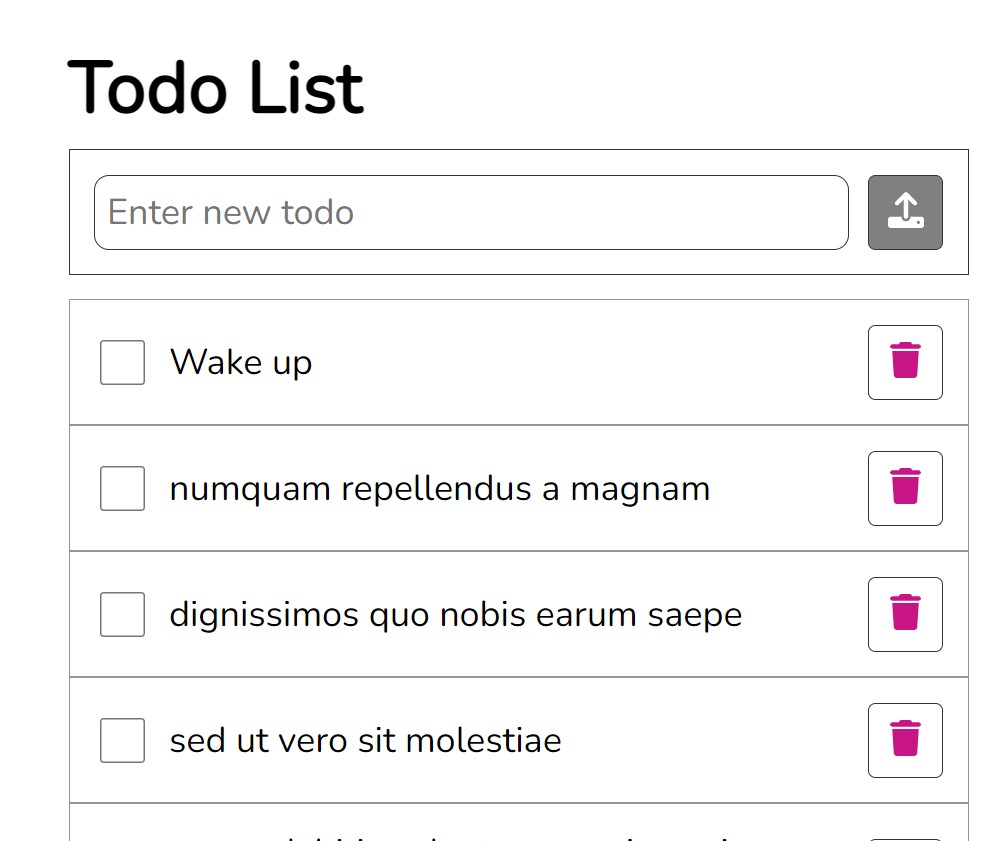 Todo List
Enter new todo
Wake up
numquam repellendus a magnam
dignissimos quo nobis earum saepe
sed ut vero sit molestiae